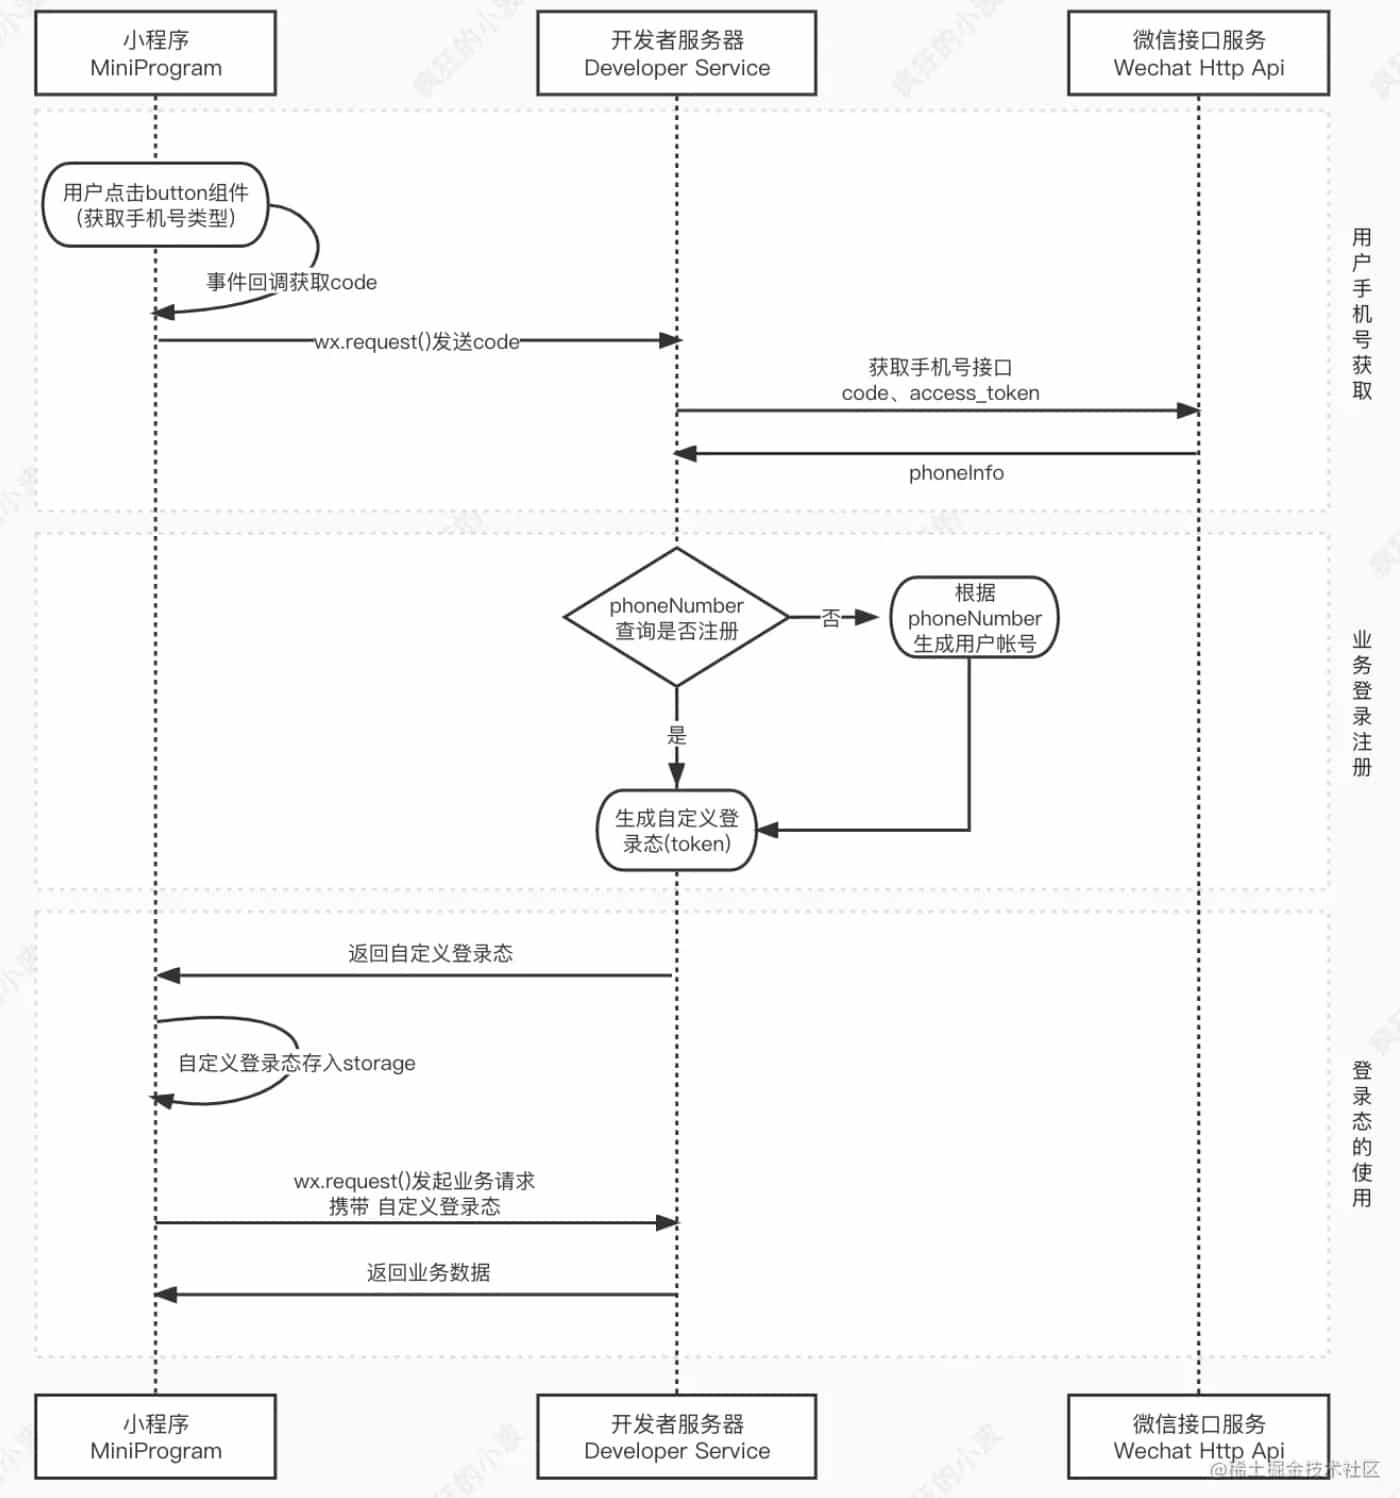 小程序
MiniProgram
开发者服务器
Developer Service
微信接口服务
Wechat Http Api
用户点击button组件
(获取手机号类型)
事件回调获取code
wx.request()发送code
获取手机号接口
code、access_token
phoneInfo
用户手机号获取
phoneNumber
查询是否注册
否
根据
phoneNumber
生成用户帐号
是
生成自定义登
录态(token)
业务登录注册
返回自定义登录态
自定义登录态存入storage
wx.request()发起业务请求
携带 自定义登录态
返回业务数据
登录态的使用
小程序
MiniProgram
开发者服务器
Developer Service
微信接口服务
Wechat Http Api
@稀土掘金技术社区